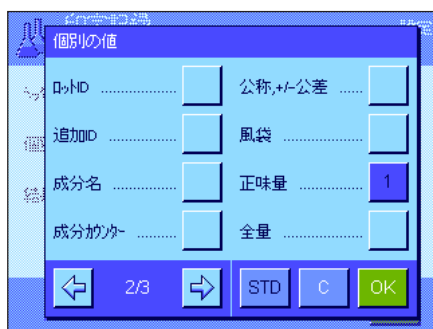 個別の値
ロットID ..................
公称,+/-公差 .....
追加ID ..................
風袋 ......................
成分名 ..................
正味量 ................. 1
成分カウンター ........
全量 ......................
2/3
STD
C
OK